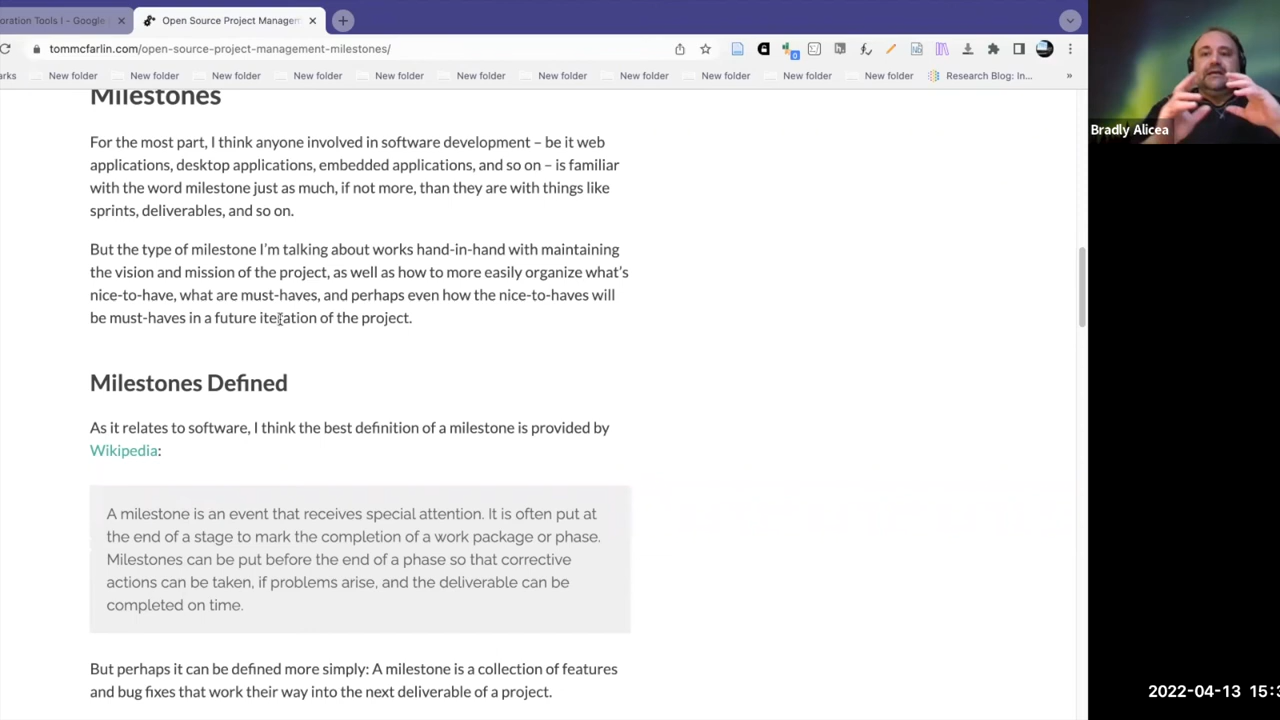 oration Tools I - Google
Open Source Project Managem
tommcfarlin.com/open-source-project-management-milestones/
arks
New folder
New folder
New folder
New folder
New folder
New folder
New folder
New folder
New folder
New folder
New folder
Research Blog: In...
»
0
Bradly Alicea
Milestones
For the most part, I think anyone involved in software development – be it web
applications, desktop applications, embedded applications, and so on – is familiar
with the word milestone just as much, if not more, than they are with things like
sprints, deliverables, and so on.
But the type of milestone I'm talking about works hand-in-hand with maintaining
the vision and mission of the project, as well as how to more easily organize what's
nice-to-have, what are must-haves, and perhaps even how the nice-to-haves will
be must-haves in a future iteration of the project.
Milestones Defined
As it relates to software, I think the best definition of a milestone is provided by
Wikipedia:
A milestone is an event that receives special attention. It is often put at
the end of a stage to mark the completion of a work package or phase.
Milestones can be put before the end of a phase so that corrective
actions can be taken, if problems arise, and the deliverable can be
completed on time.
But perhaps it can be defined more simply: A milestone is a collection of features
and bug fixes that work their way into the next deliverable of a project.
2022-04-13 15:3